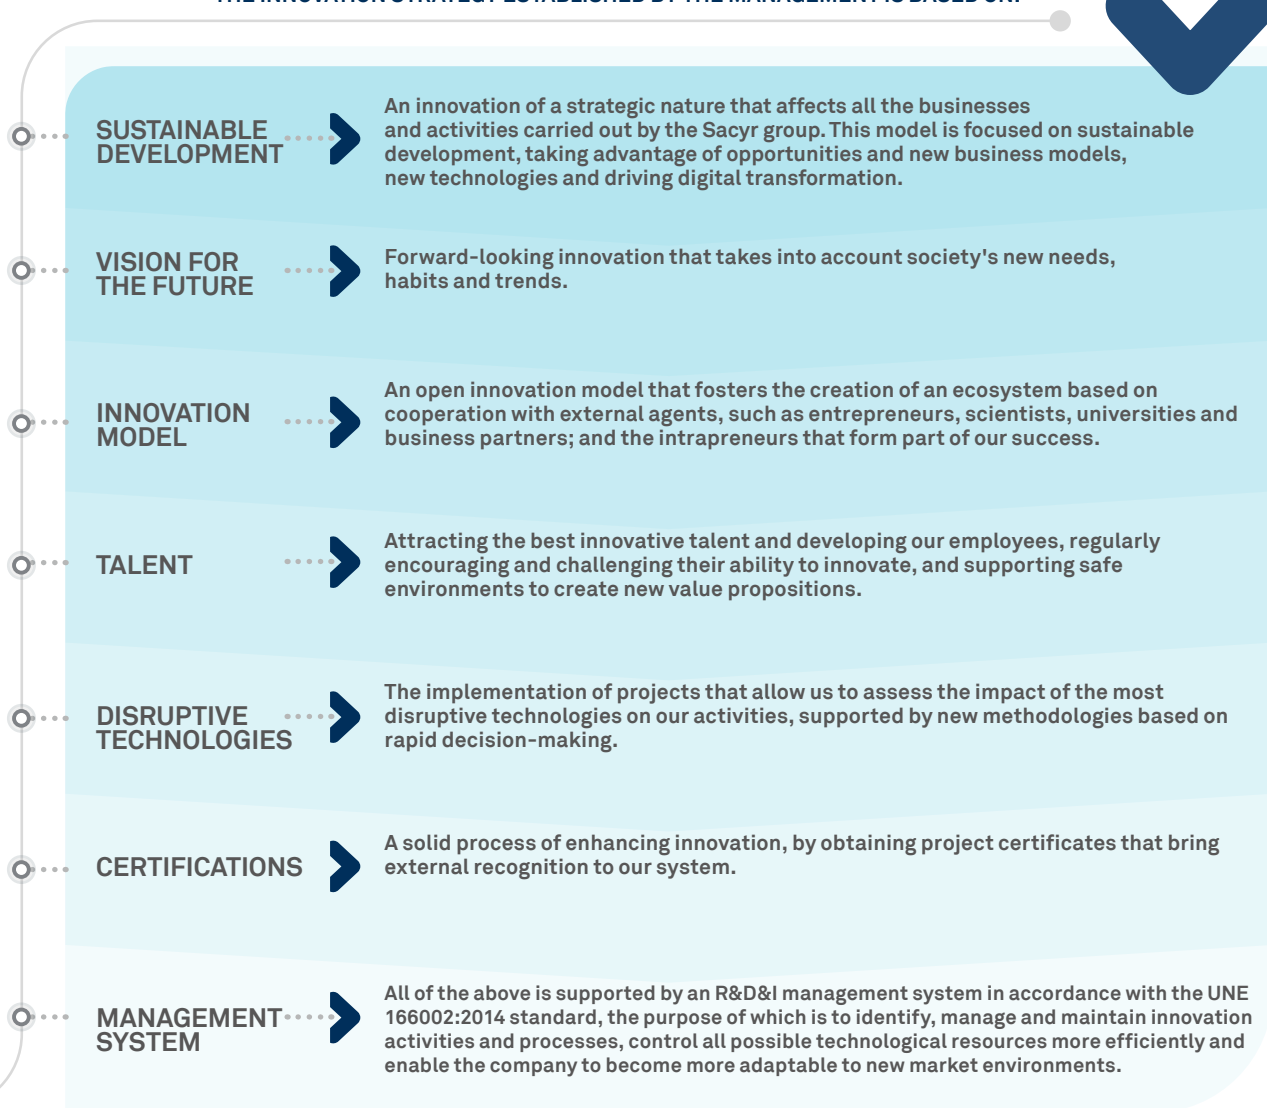 THE INNOVATION STRATEGY ESTABLISHED BY THE MANAGEMENT IS BASED ON:
SUSTAINABLE
DEVELOPMENT
An innovation of a strategic nature that affects all the businesses
and activities carried out by the Sacyr group. This model is focused on sustainable
development, taking advantage of opportunities and new business models,
new technologies and driving digital transformation.
VISION FOR
THE FUTURE
Forward-looking innovation that takes into account society's new needs,
habits and trends.
INNOVATION
MODEL
An open innovation model that fosters the creation of an ecosystem based on
cooperation with external agents, such as entrepreneurs, scientists, universities and
business partners; and the intrapreneurs that form part of our success.
TALENT
Attracting the best innovative talent and developing our employees, regularly
encouraging and challenging their ability to innovate, and supporting safe
environments to create new value propositions.
DISRUPTIVE
TECHNOLOGIES
The implementation of projects that allow us to assess the impact of the most
disruptive technologies on our activities, supported by new methodologies based on
rapid decision-making.
CERTIFICATIONS
A solid process of enhancing innovation, by obtaining project certificates that bring
external recognition to our system.
MANAGEMENT
SYSTEM
All of the above is supported by an R&D&I management system in accordance with the UNE
166002:2014 standard, the purpose of which is to identify, manage and maintain innovation
activities and processes, control all possible technological resources more efficiently and
enable the company to become more adaptable to new market environments.